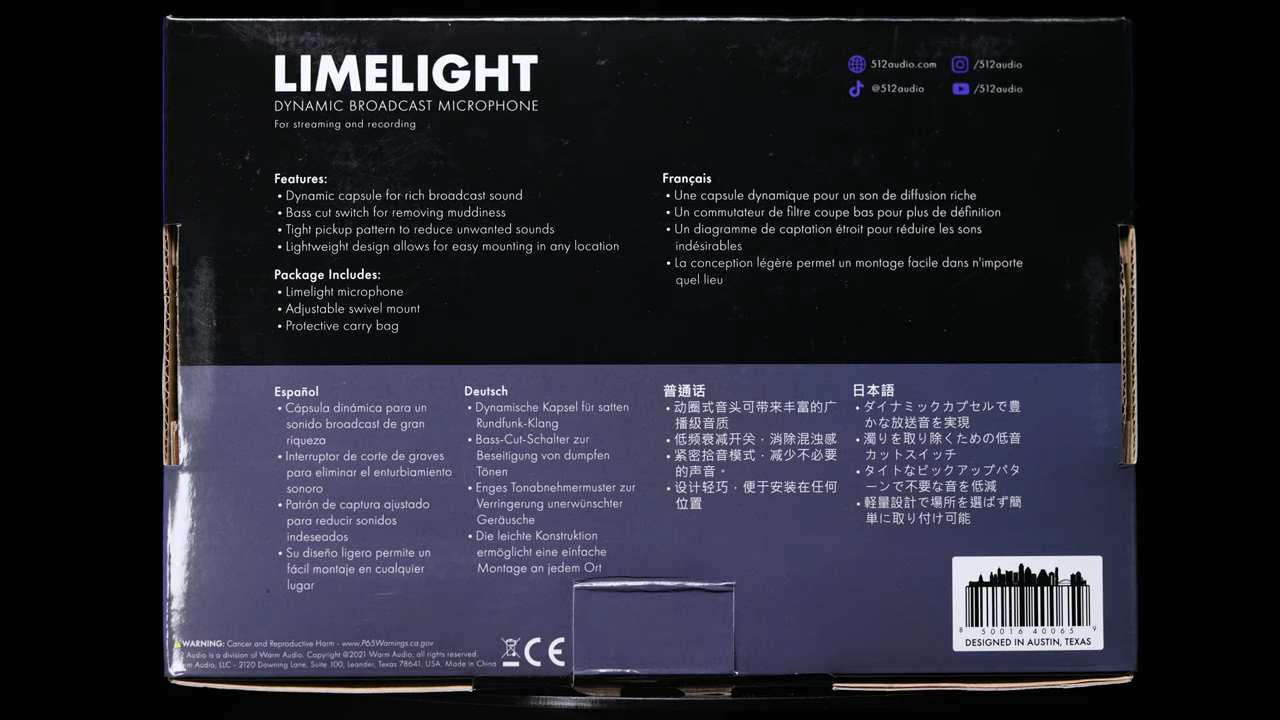 LIMELIGHT
DYNAMIC BROADCAST MICROPHONE
For streaming and recording
512audio.com
/512audio
@512audio
/512audio
Features:
• Dynamic capsule for rich broadcast sound
• Bass cut switch for removing muddiness
• Tight pickup pattern to reduce unwanted sounds
• Lightweight design allows for easy mounting in any location
Package Includes:
• Limelight microphone
• Adjustable swivel mount
• Protective carry bag
Français
• Une capsule dynamique pour un son de diffusion riche
• Un commutateur de filtre coupe bas pour plus de définition
• Un diagramme de captation étroit pour réduire les sons
indésirables
• La conception légère permet un montage facile dans n'importe
quel lieu
Español
• Cápsula dinámica para un
sonido broadcast de gran
riqueza
• Interruptor de corte de graves
para eliminar el enturbiamiento
sonoro
• Patrón de captura ajustado
para reducir sonidos
indeseados
• Su diseño ligero permite un
fácil montaje en cualquier
lugar
Deutsch
• Dynamische Kapsel für satten
Rundfunk-Klang
• Bass-Cut-Schalter zur
Beseitigung von dumpfen
Tönen
• Enges Tonabnehmermuster zur
Verringerung unerwünschter
Geräusche
• Die leichte Konstruktion
ermöglicht eine einfache
Montage an jedem Ort
普通话
• 动圈式音头可带来丰富的广
播级音质
• 低频衰减开关，消除混浊感
• 紧密拾音模式，减少不必要
的声音。
• 设计轻巧，便于安装在任何
位置
日本語
• ダイナミックカプセルで豊
かな放送音を実現
• 濁りを取り除くための低音
カットスイッチ
• タイトなピックアップパタ
ーンで不要な音を低減
• 軽量設計で場所を選ばず簡
単に取り付け可能
WARNING: Cancer and Reproductive Harm - www.P65Warnings.ca.gov
Audio is a division of Warm Audio. Copyright @2021 Warm Audio, all rights reserved.
Audio, LLC - 2120 Downing Lane, Suite 100, Leander, Texas 78641, USA. Made in China
CE
8 50016 40065 9
DESIGNED IN AUSTIN, TEXAS